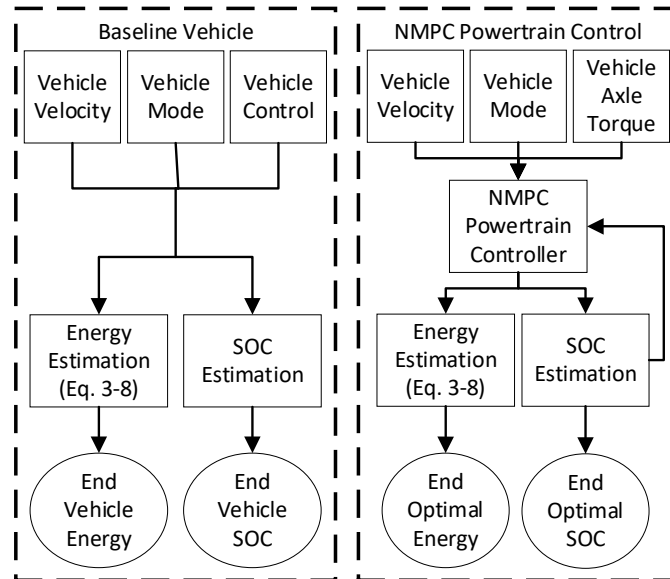 Baseline Vehicle
Vehicle
Velocity
Vehicle
Mode
Vehicle
Control
Energy
Estimation
(Eq. 3-8)
SOC
Estimation
End
Vehicle
Energy
End
Vehicle
SOC
NMPC Powertrain Control
Vehicle
Velocity
Vehicle
Mode
Vehicle
Axle
Torque
NMPC
Powertrain
Controller
Energy
Estimation
(Eq. 3-8)
SOC
Estimation
End
Optimal
Energy
End
Optimal
SOC